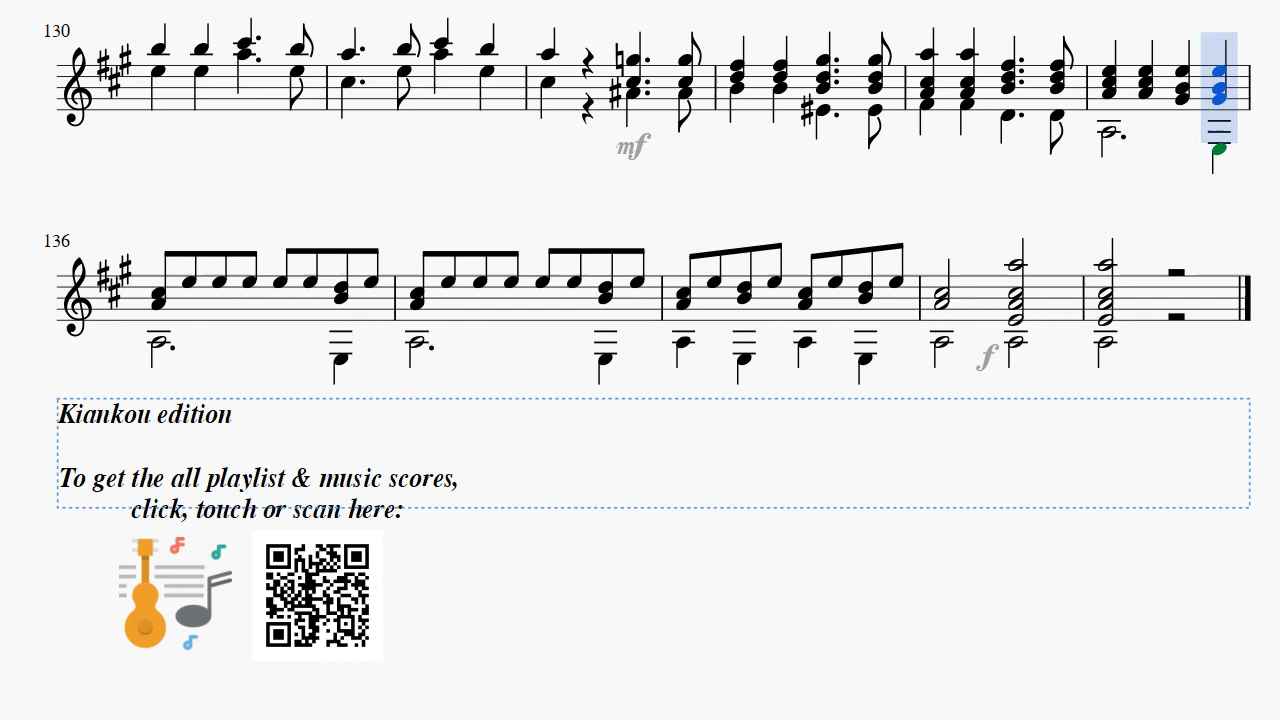 130
mf
136
f
Kiankou edition
To get the all playlist & music scores,
click, touch or scan here: